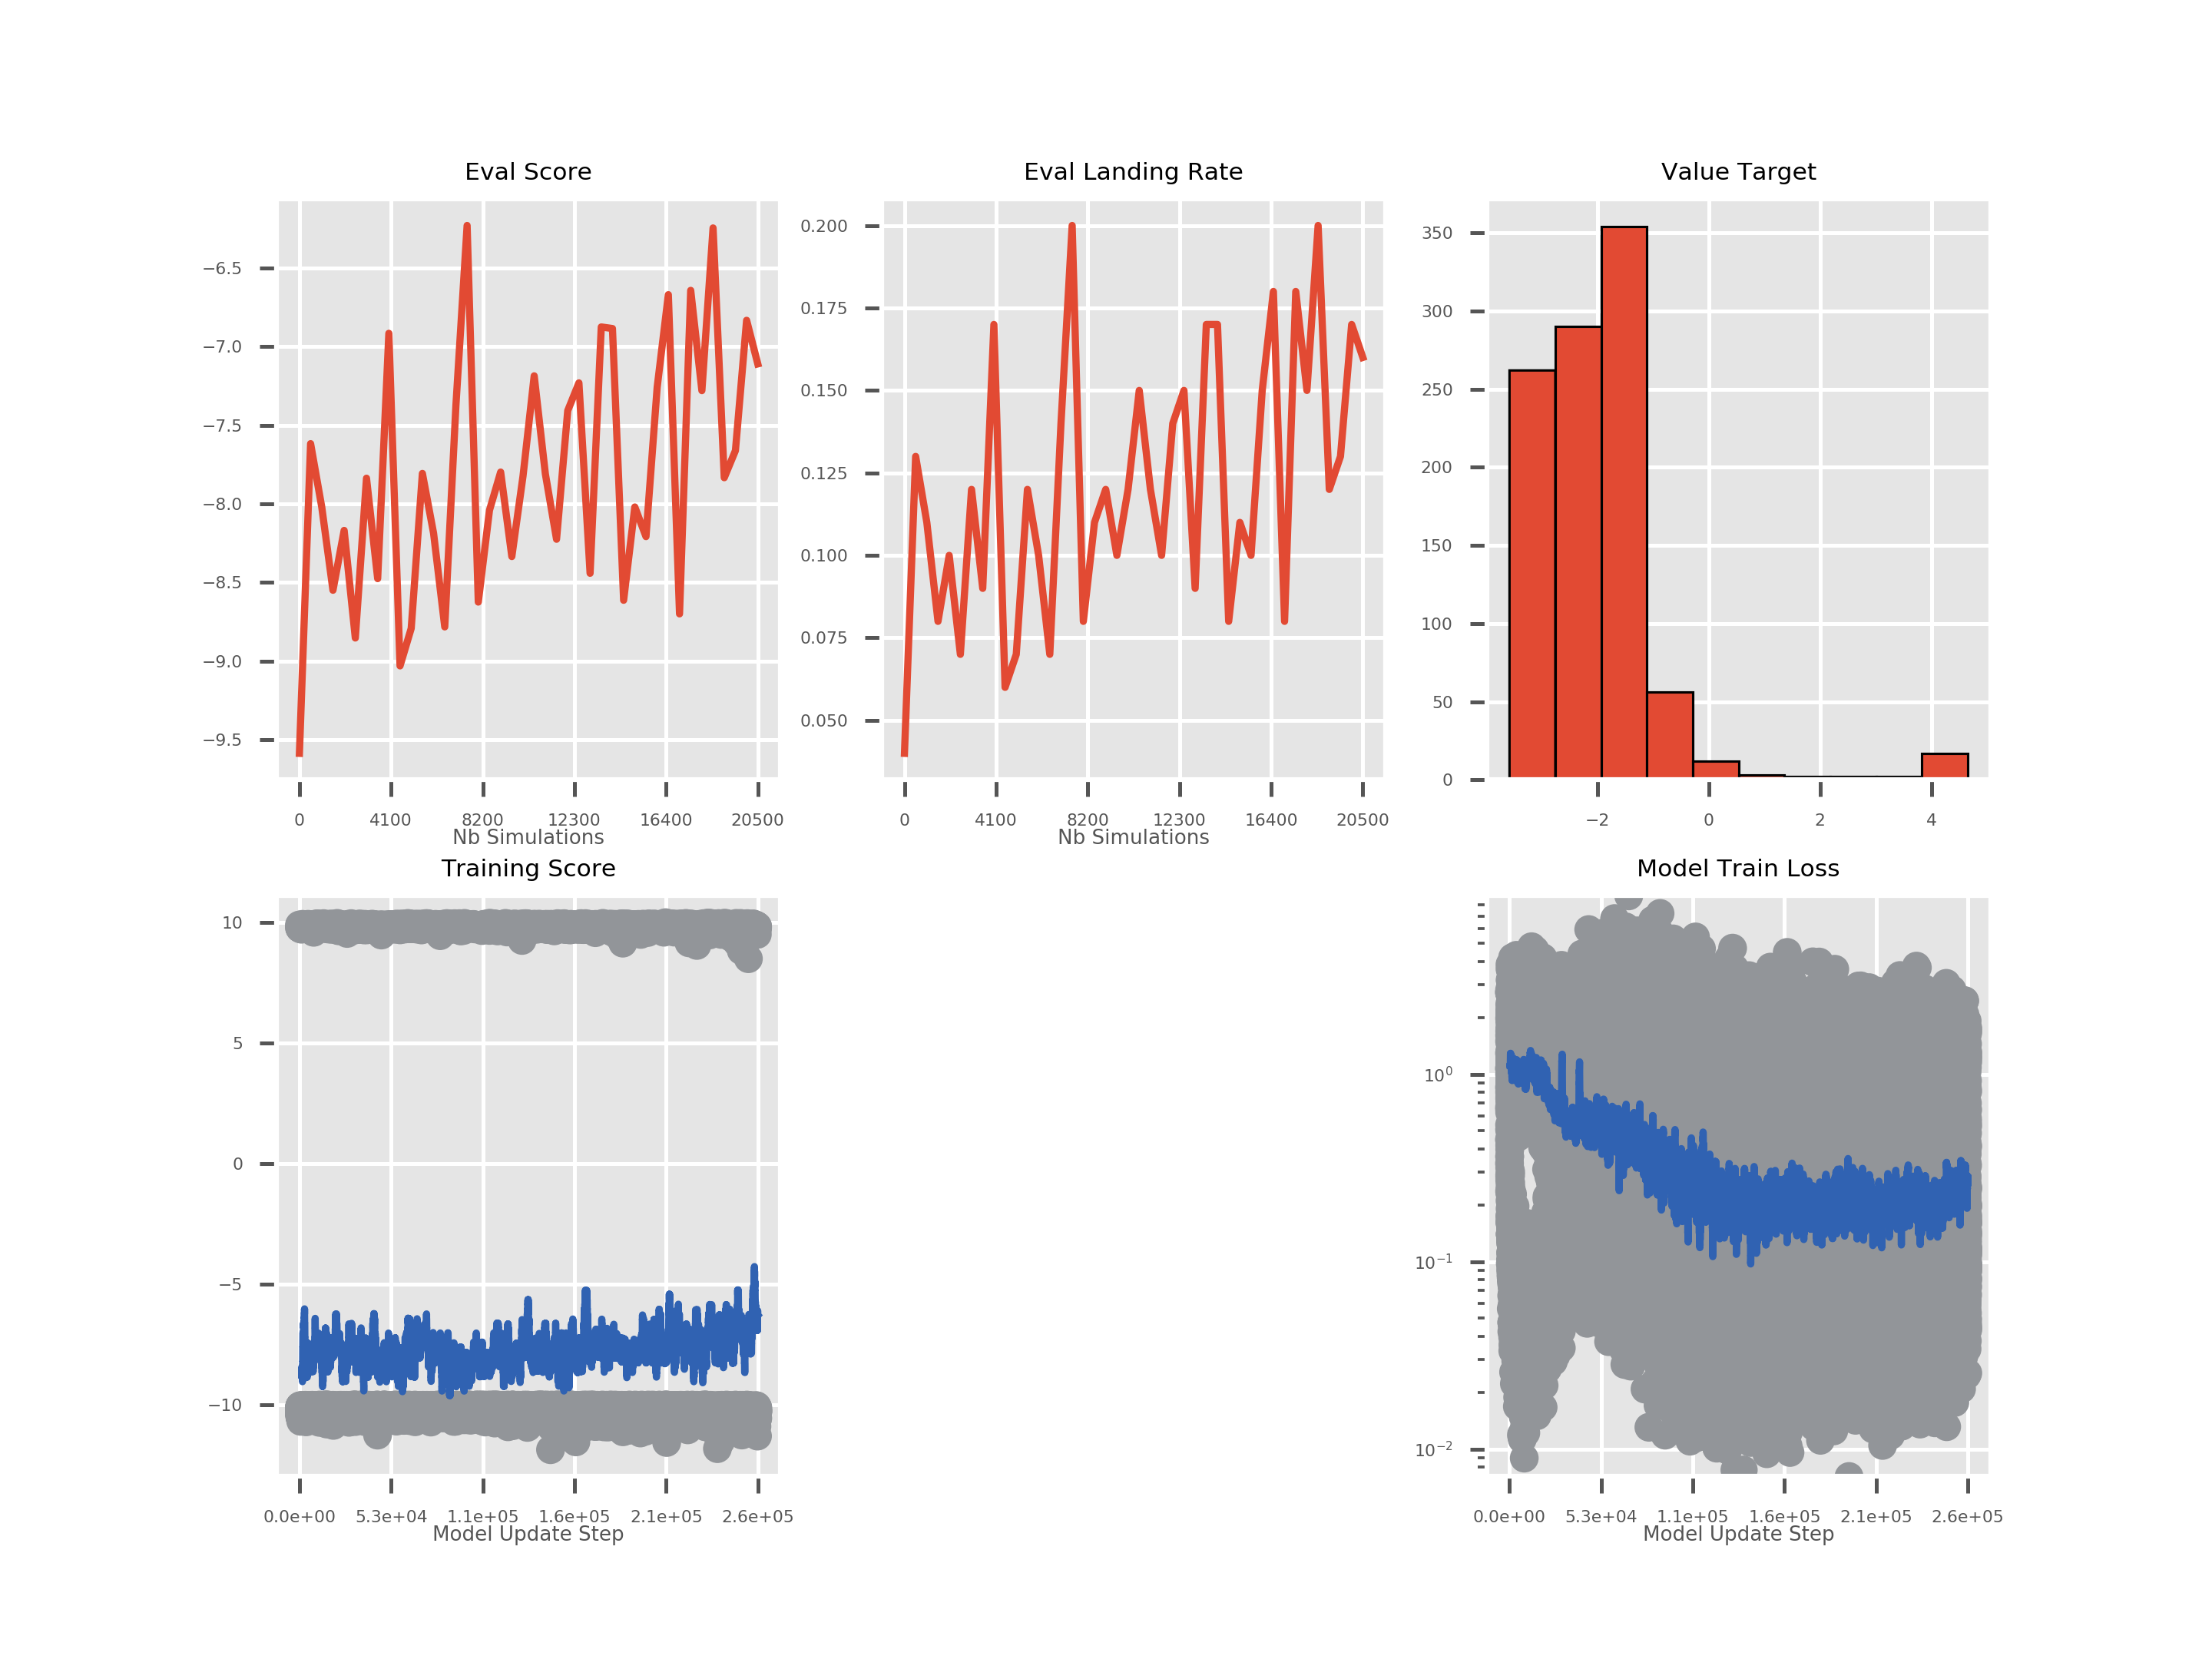 Eval Score
−6.5
−7.0
−7.5
−8.0
−8.5
−9.0
−9.5
0 4100 8200 12300 16400 20500
Nb Simulations
Eval Landing Rate
0.200
0.175
0.150
0.125
0.100
0.075
0.050
0 4100 8200 12300 16400 20500
Nb Simulations
Value Target
350
300
250
200
150
100
50
0
−2 0 2 4
Training Score
10
5
0
−5
−10
0.0e+00 5.3e+04 1.1e+05 1.6e+05 2.1e+05 2.6e+05
Model Update Step
Model Train Loss
10⁰
10⁻¹
10⁻²
0.0e+00 5.3e+04 1.1e+05 1.6e+05 2.1e+05 2.6e+05
Model Update Step